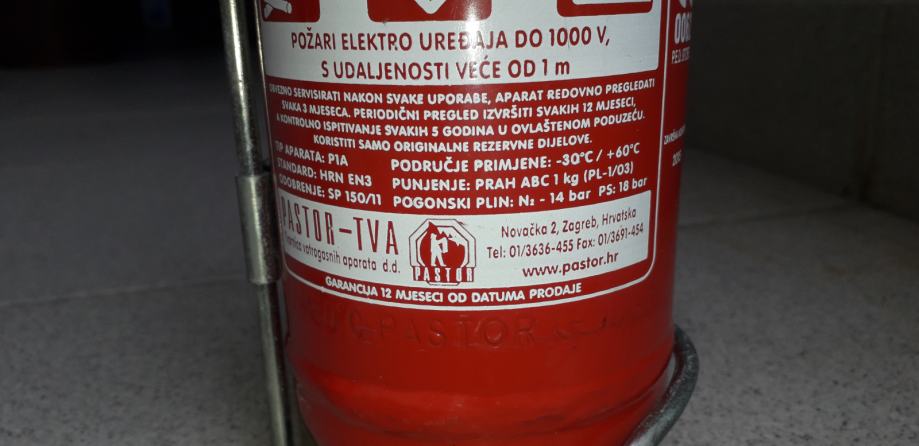 POŽARI ELEKTRO UREĐAJA DO 1000 V,
S UDALJENOSTI VEĆE OD 1 m
OBVEZNO SERVISIRATI NAKON SVAKE UPORABE, APARAT REDOVNO PREGLEDATI
SVAKA 3 MJESECA. PERIODIČNI PREGLED IZVRŠITI SVAKIH 12 MJESECI,
A KONTROLNO ISPITIVANJE SVAKIH 5 GODINA U OVLAŠTENOM PODUZEĆU.
KORISTITI SAMO ORIGINALNE REZERVNE DIJELOVE.
TIP APARATA: P1A
STANDARD: HRN EN3
ODOBRENJE: SP 150/11
PODRUČJE PRIMJENE: -30°C / +60°C
PUNJENJE: PRAH ABC 1 kg (PL-1/03)
POGONSKI PLIN: N₂ - 14 bar PS: 18 bar
PASTOR-TVA
tvornica vatrogasnih aparata d.d.
PASTOR
Novačka 2, Zagreb, Hrvatska
Tel: 01/3636-455 Fax: 01/3691-454
www.pastor.hr
GARANCIJA 12 MJESECI OD DATUMA PRODAJE
PASTOR